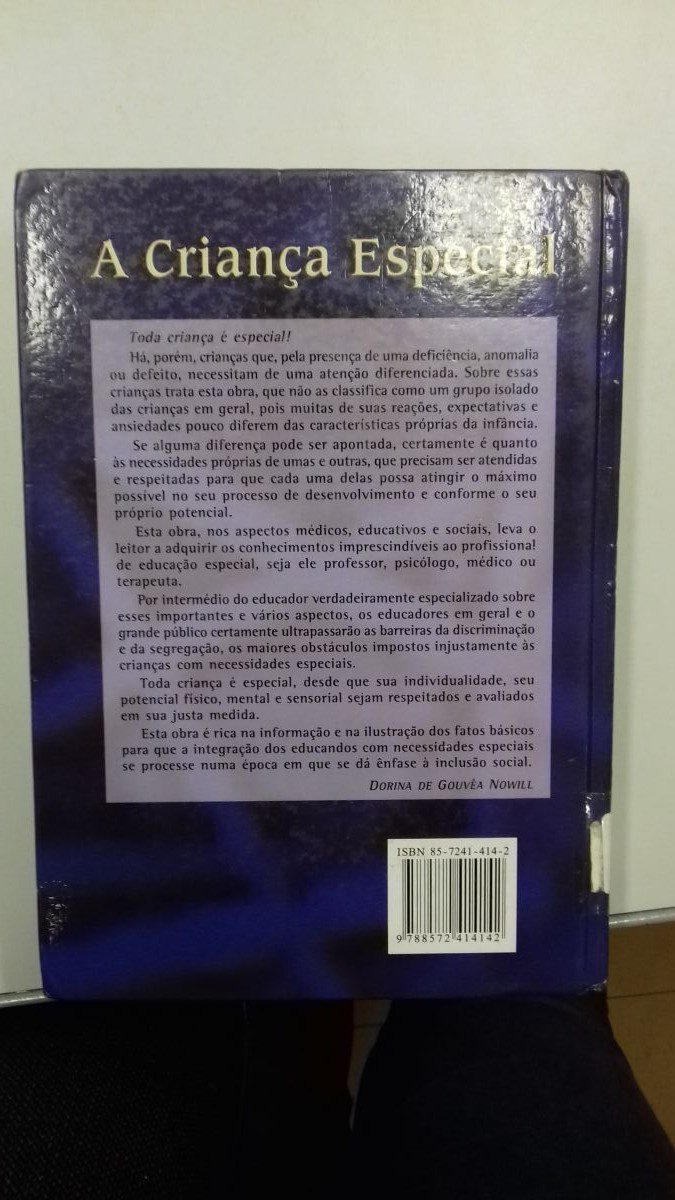 A Criança Especial
Toda criança é especial!
Há, porém, crianças que, pela presença de uma deficiência, anomalia
ou defeito, necessitam de uma atenção diferenciada. Sobre essas
crianças trata esta obra, que não as classifica como um grupo isolado
das crianças em geral, pois muitas de suas reações, expectativas e
ansiedades pouco diferem das características próprias da infância.
Se alguma diferença pode ser apontada, certamente é quanto
às necessidades próprias de umas e outras, que precisam ser atendidas
e respeitadas para que cada uma delas possa atingir o máximo
possível no seu processo de desenvolvimento e conforme o seu
próprio potencial.
Esta obra, nos aspectos médicos, educativos e sociais, leva o
leitor a adquirir os conhecimentos imprescindíveis ao profissional
de educação especial, seja ele professor, psicólogo, médico ou
terapeuta.
Por intermédio do educador verdadeiramente especializado sobre
esses importantes e vários aspectos, os educadores em geral e o
grande público certamente ultrapassarão as barreiras da discriminação
e da segregação, os maiores obstáculos impostos injustamente às
crianças com necessidades especiais.
Toda criança é especial, desde que sua individualidade, seu
potencial físico, mental e sensorial sejam respeitados e avaliados
em sua justa medida.
Esta obra é rica na informação e na ilustração dos fatos básicos
para que a integração dos educandos com necessidades especiais
se processe numa época em que se dá ênfase à inclusão social.
DORINA DE GOUVÊA NOWILL
ISBN 85-7241-414-2
9 788572 414142